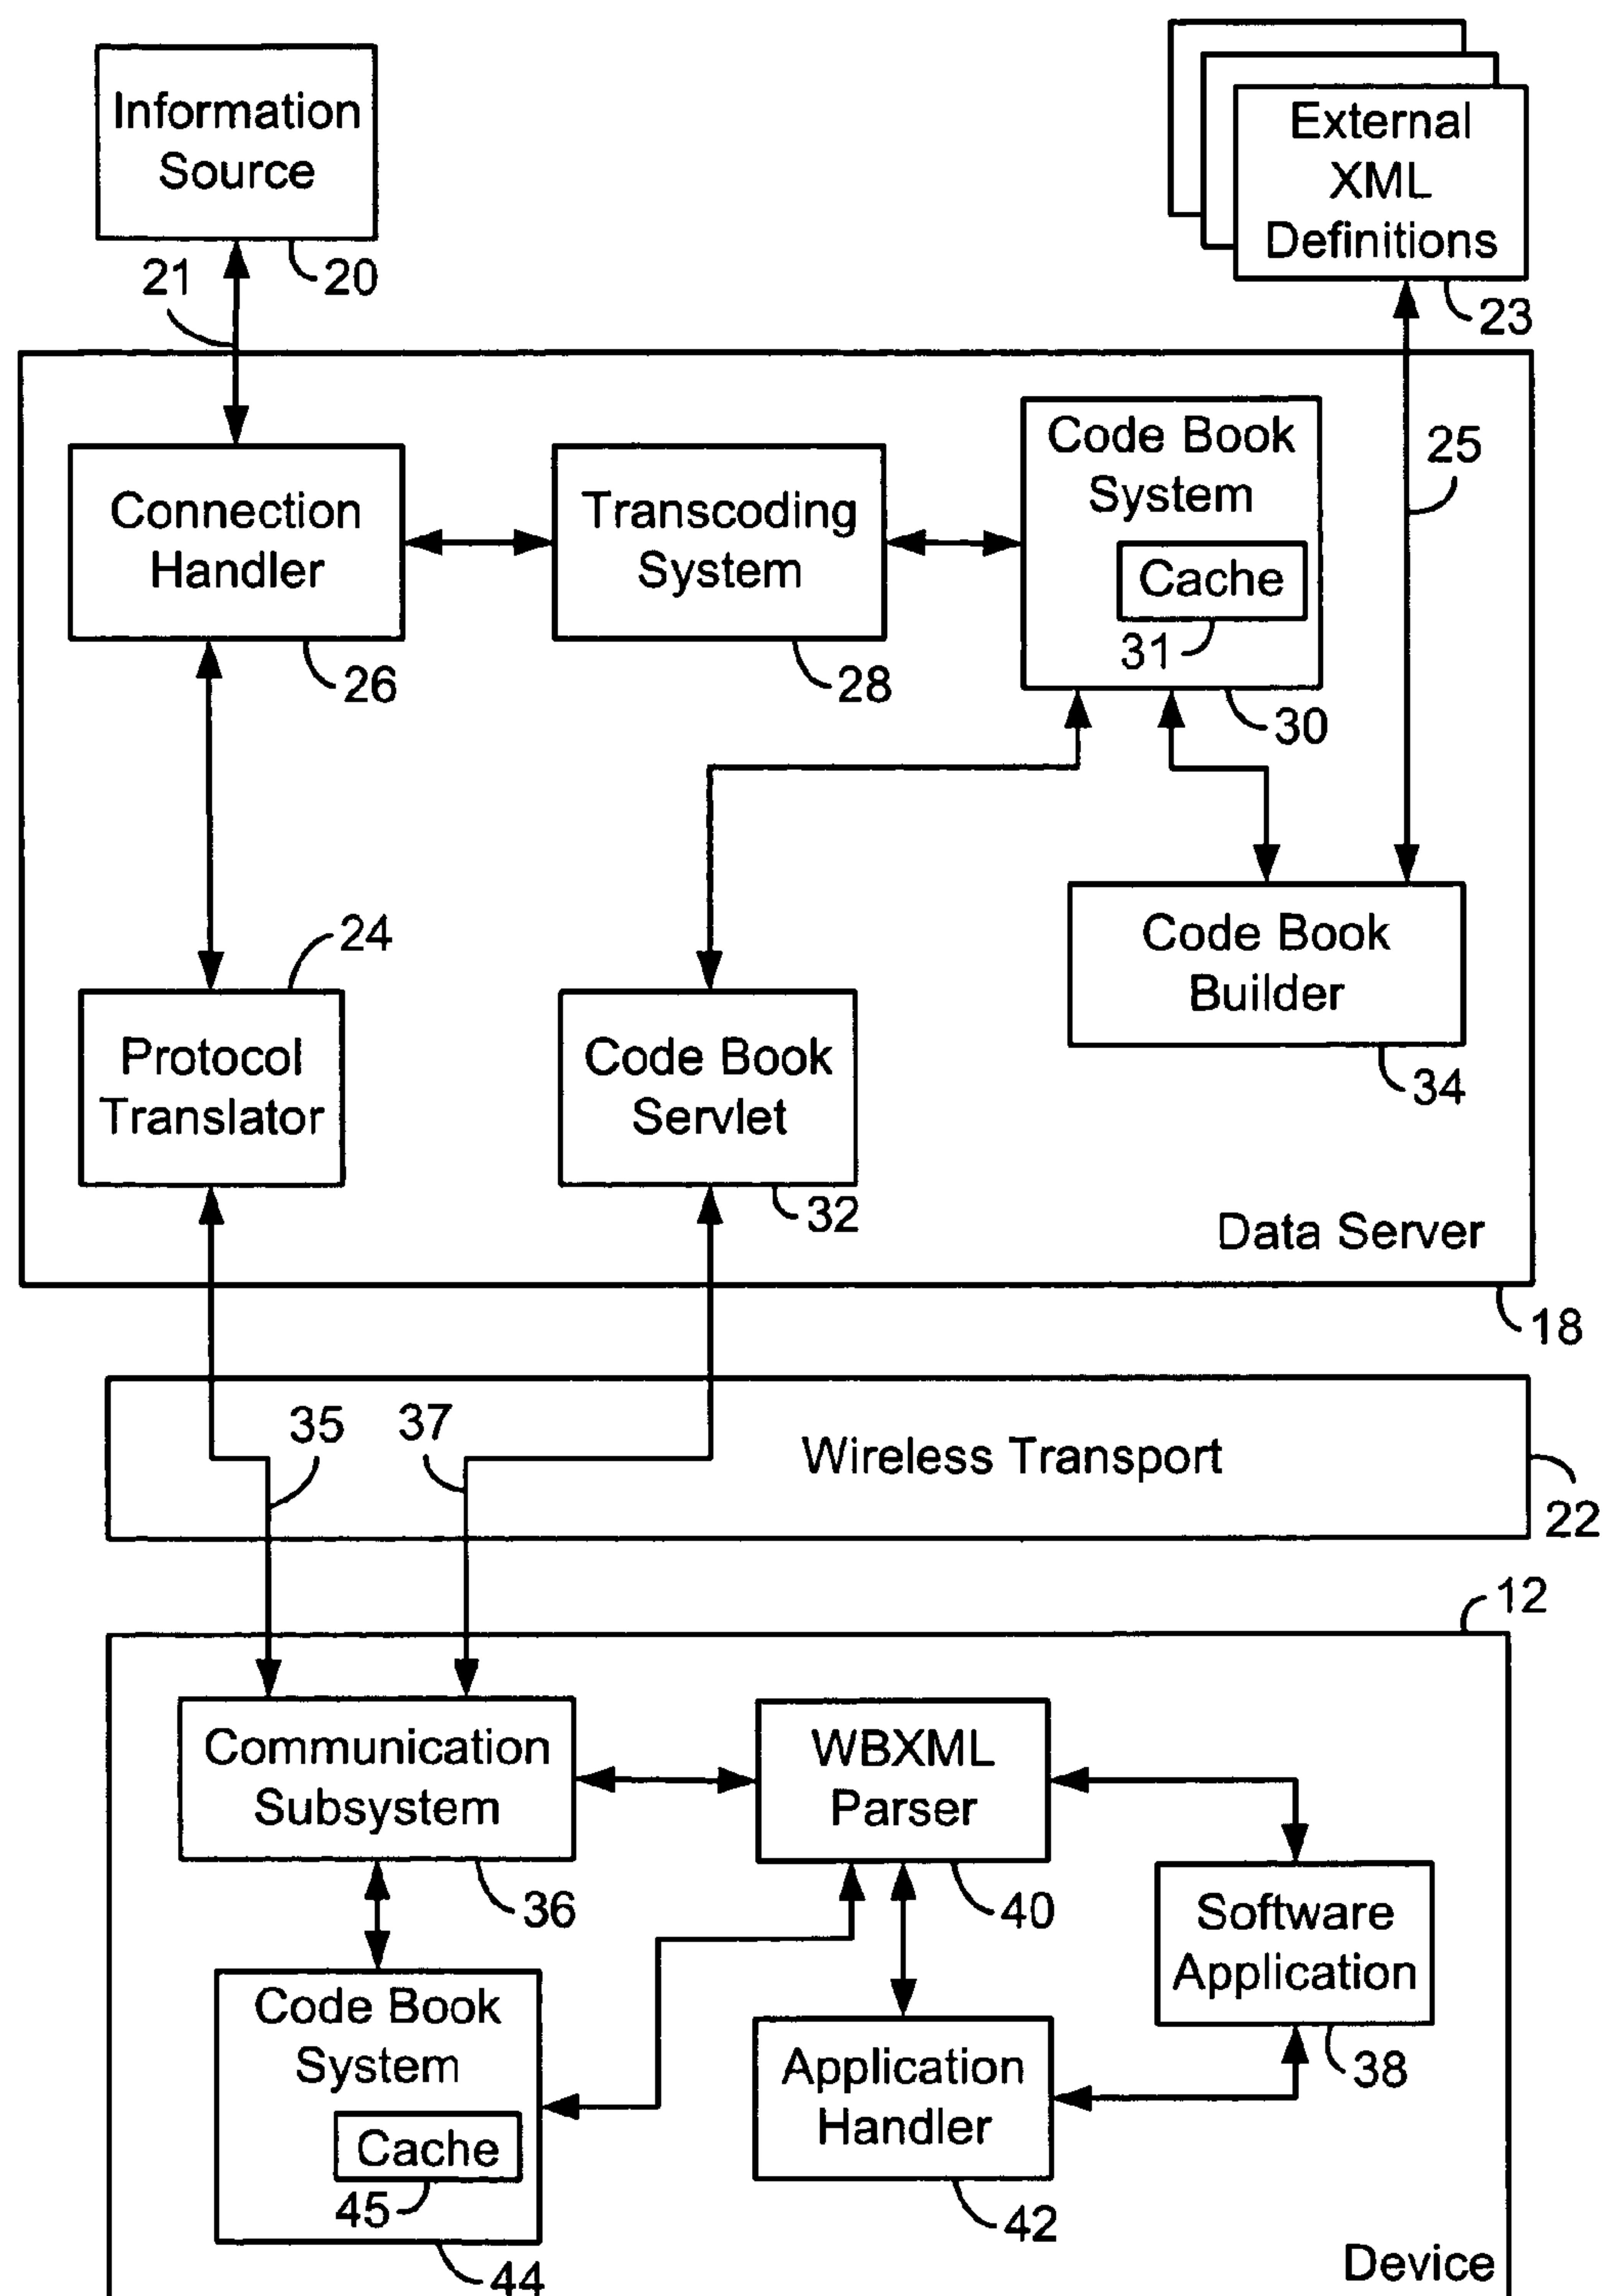 Information
Source
External
XML
Definitions
21
20
23
Connection
Handler
Transcoding
System
Code Book
System
Cache
31
25
26
28
30
24
Protocol
Translator
Code Book
Servlet
Code Book
Builder
34
32
Data Server
18
35
37
Wireless Transport
22
12
Communication
Subsystem
WBXML
Parser
36
40
Software
Application
38
Code Book
System
Cache
45
44
Application
Handler
42
Device